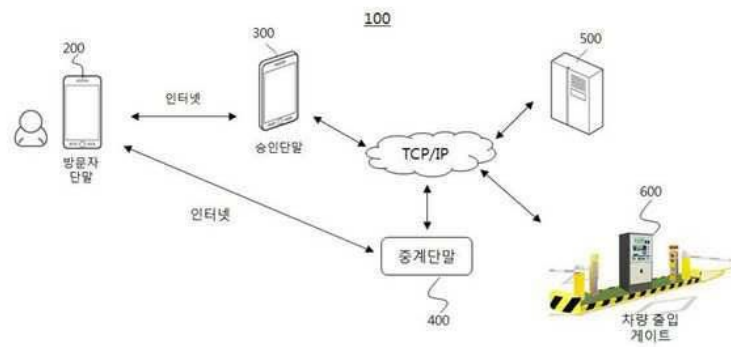 100
200
300
500
인터넷
방문자
단말
승인단말
TCP/IP
인터넷
600
중계단말
400
차량 출입
게이트